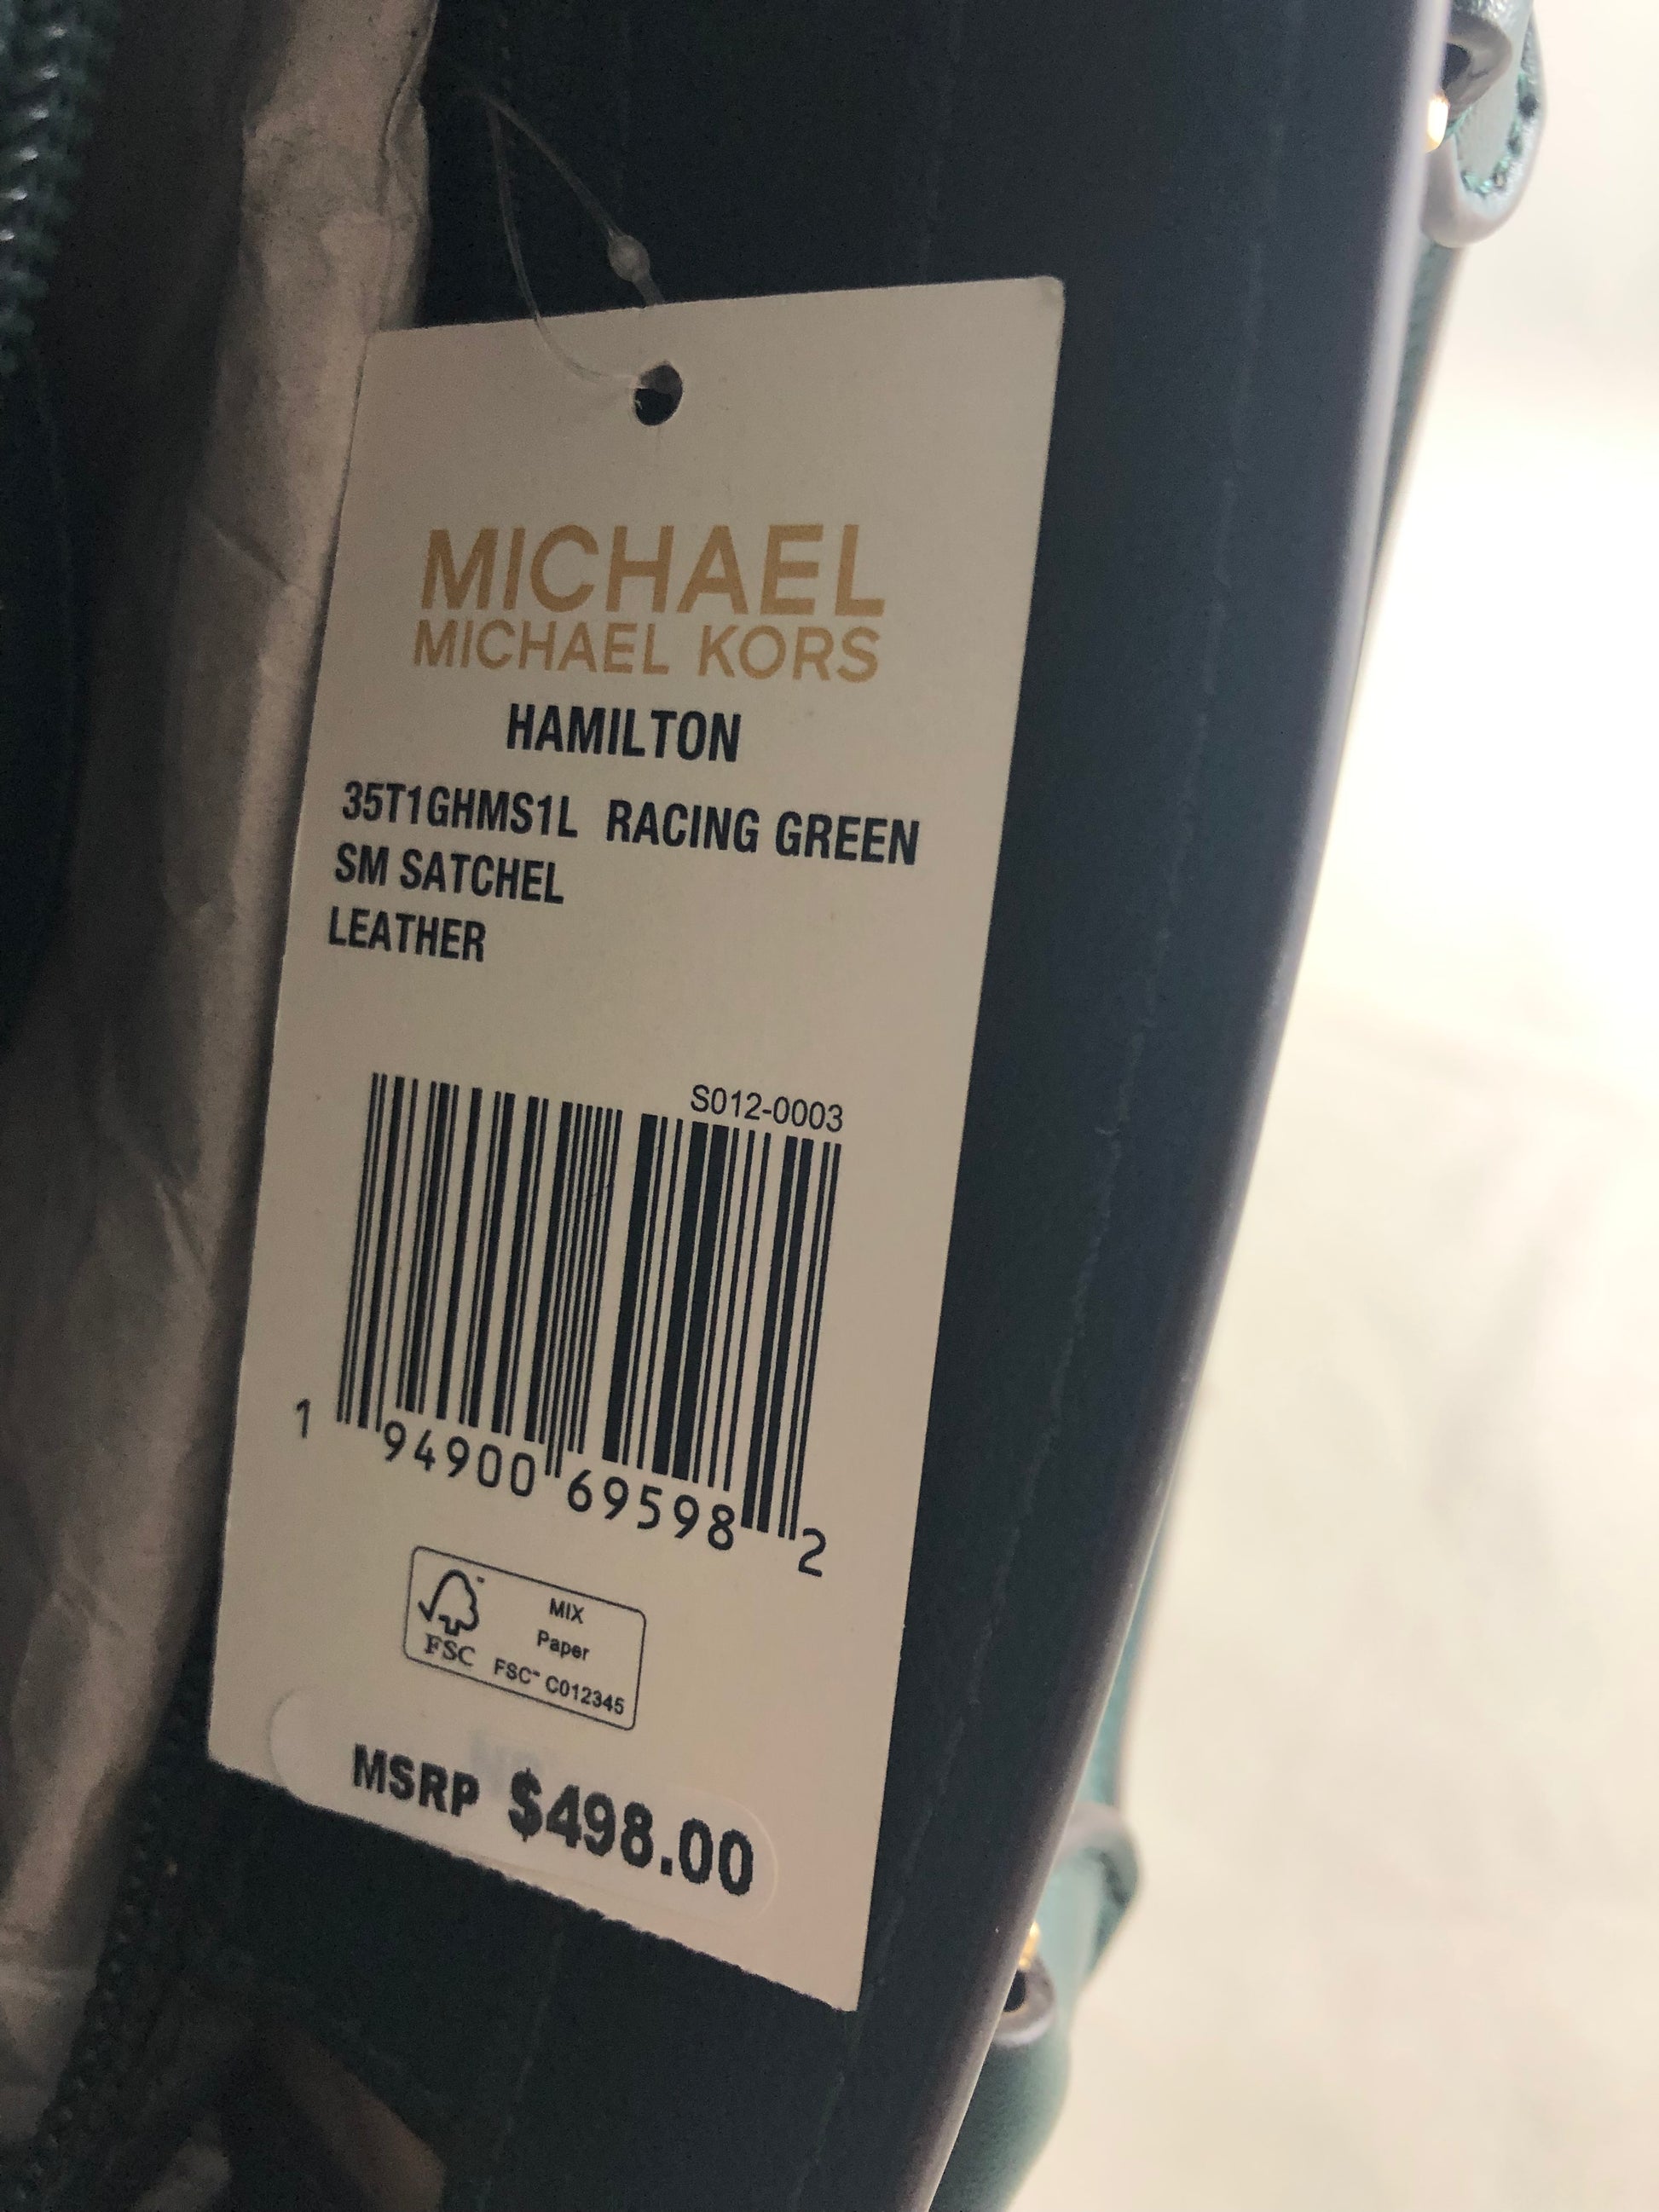 MICHAEL
MICHAEL KORS
HAMILTON
35T1GHMS1L RACING GREEN
SM SATCHEL
LEATHER
S012-0003
1 94900 69598 2
MIX
Paper
FSC FSC™ C012345
MSRP $498.00